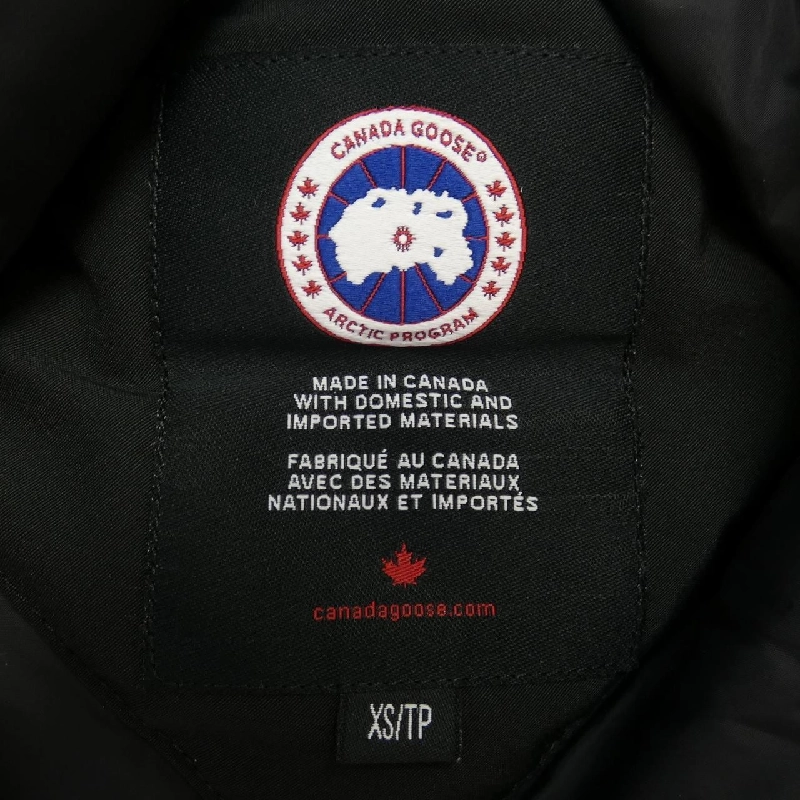 CANADA GOOSE®
ARCTIC PROGRAM
MADE IN CANADA
WITH DOMESTIC AND
IMPORTED MATERIALS
FABRIQUÉ AU CANADA
AVEC DES MATERIAUX
NATIONAUX ET IMPORTÉS
canadagoose.com
XS/TP